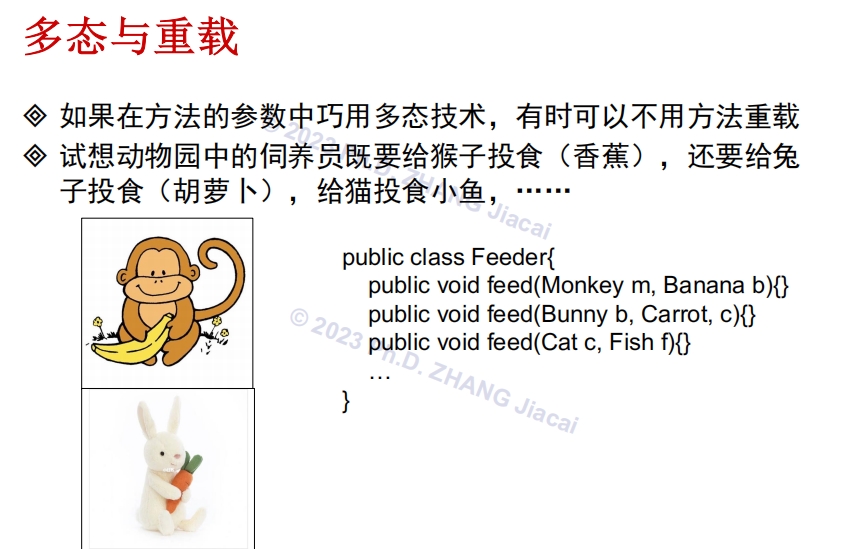 多态与重载
如果在方法的参数中巧用多态技术，有时可以不用方法重载
试想动物园中的伺养员既要给猴子投食（香蕉），还要给兔
子投食（胡萝卜），给猫投食小鱼，……
public class Feeder{
public void feed(Monkey m, Banana b){}
public void feed(Bunny b, Carrot, c){}
public void feed(Cat c, Fish f){}
…
}
© 2023 Ph.D. ZHANG Jiacai
© 2023 Ph.D. ZHANG Jiacai